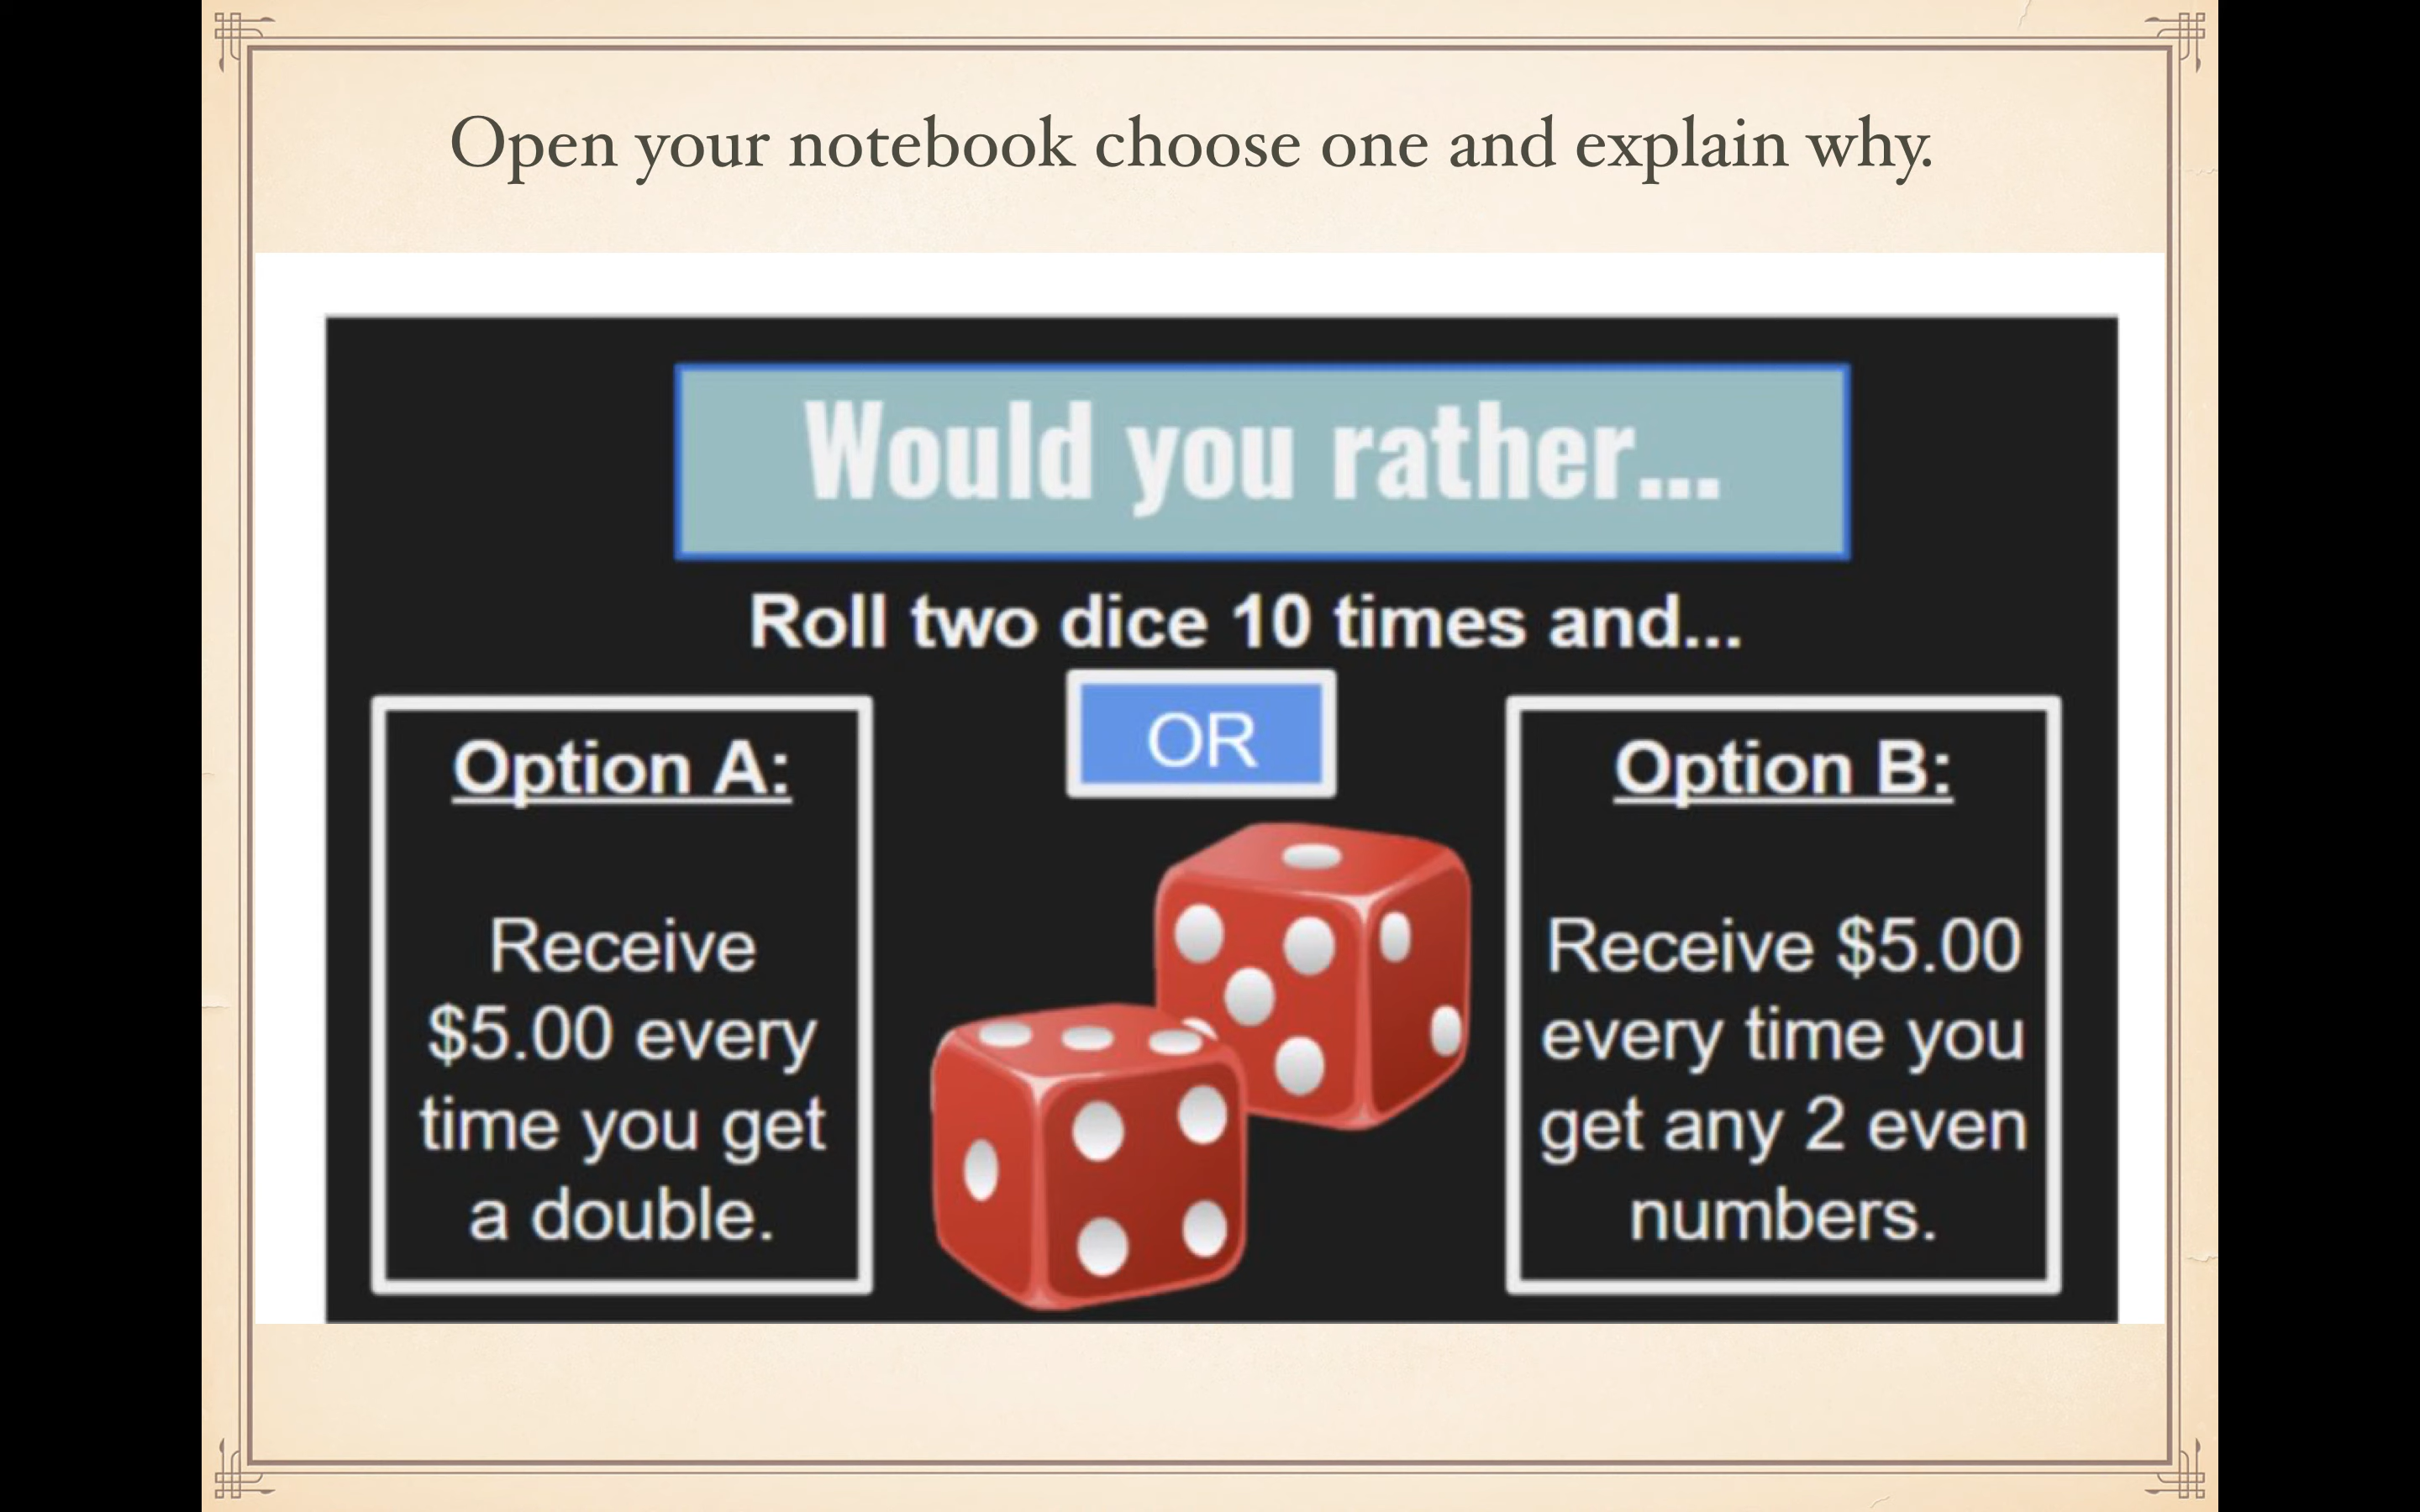 Open your notebook choose one and explain why.
Would you rather...
Roll two dice 10 times and...
OR
Option A:
Receive
$5.00 every
time you get
a double.
Option B:
Receive $5.00
every time you
get any 2 even
numbers.